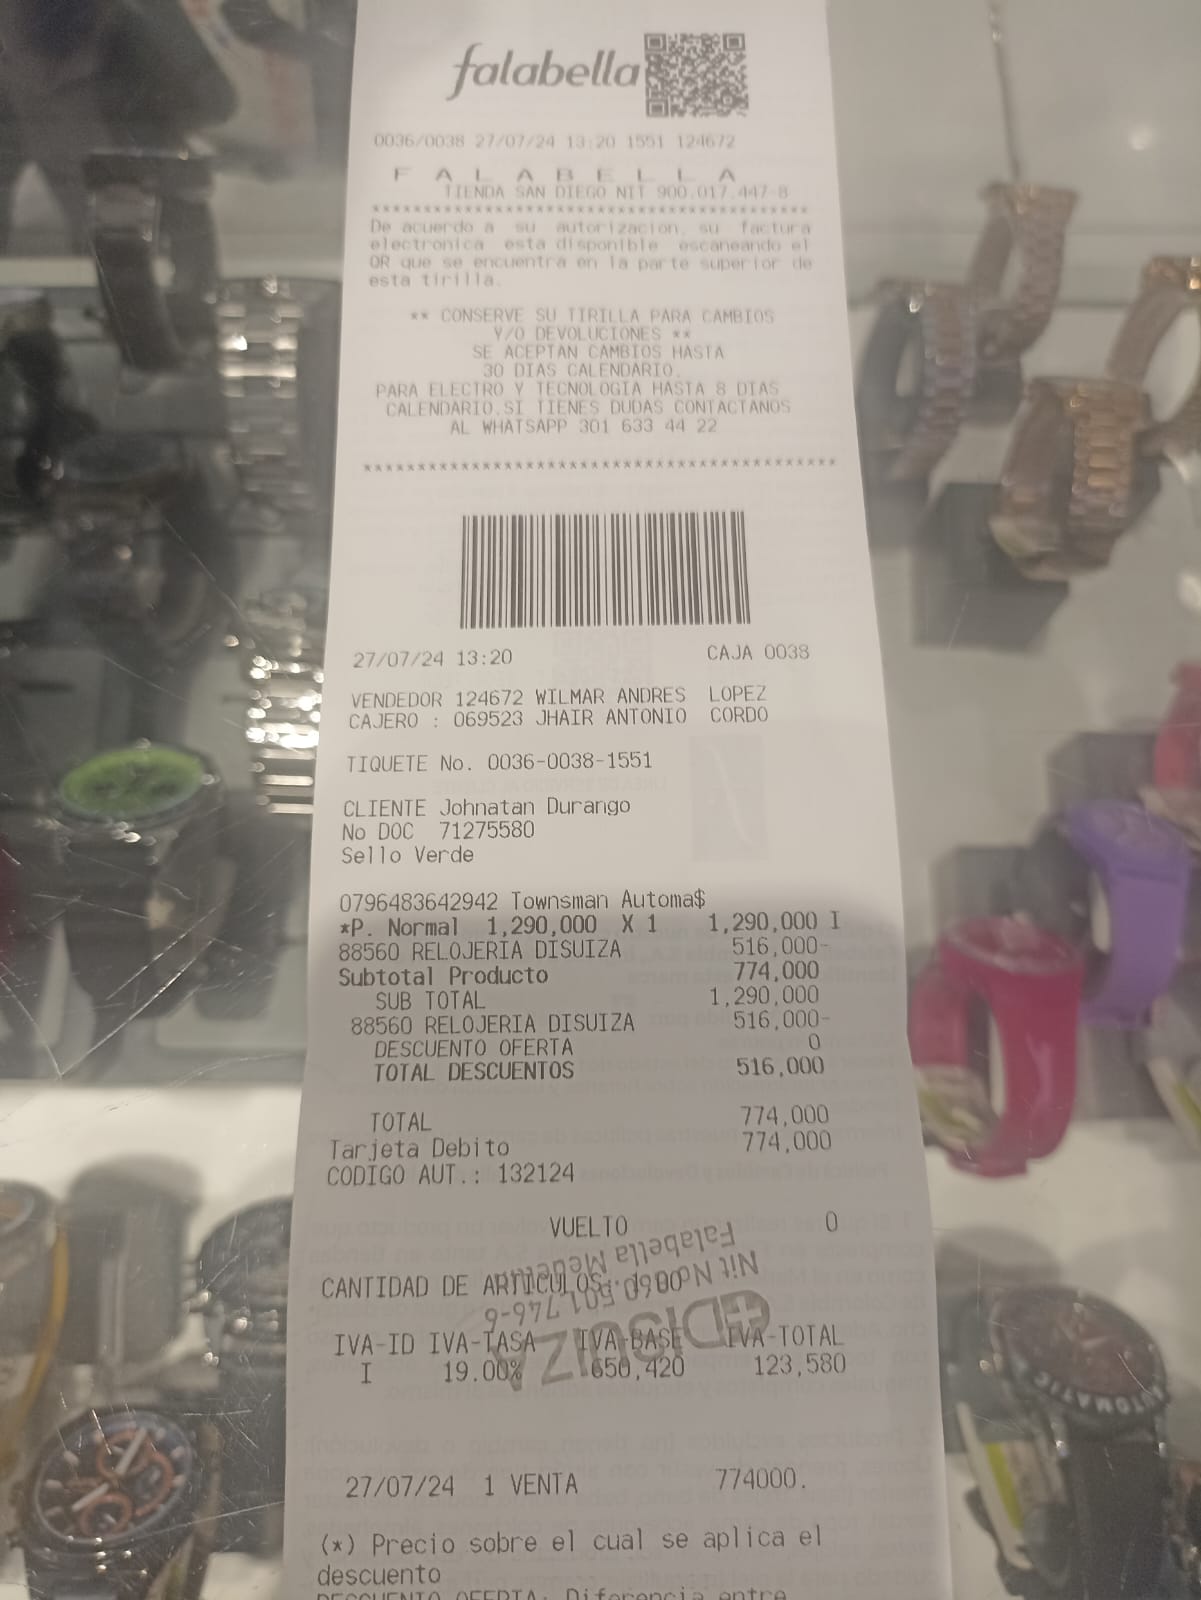 falabella
0036/0038 27/07/24 13:20 1551 124672
F A L A B E L L A
TIENDA SAN DIEGO NIT 900.017.447-8
********************************************
De acuerdo a su autorizacion, su factura
electronica esta disponible escaneando el
QR que se encuentra en la parte superior de
esta tirilla.
** CONSERVE SU TIRILLA PARA CAMBIOS
Y/O DEVOLUCIONES **
SE ACEPTAN CAMBIOS HASTA
30 DIAS CALENDARIO.
PARA ELECTRO Y TECNOLOGIA HASTA 8 DIAS
CALENDARIO.SI TIENES DUDAS CONTACTANOS
AL WHATSAPP 301 633 44 22
********************************************
27/07/24 13:20 CAJA 0038
VENDEDOR 124672 WILMAR ANDRES LOPEZ
CAJERO : 069523 JHAIR ANTONIO CORDO
TIQUETE No. 0036-0038-1551
CLIENTE Johnatan Durango
No DOC 71275580
Sello Verde
0796483642942 Townsman Automa$
*P. Normal 1,290,000 X 1 1,290,000 I
88560 RELOJERIA DISUIZA 516,000-
Subtotal Producto 774,000
SUB TOTAL 1,290,000
88560 RELOJERIA DISUIZA 516,000-
DESCUENTO OFERTA 0
TOTAL DESCUENTOS 516,000
TOTAL 774,000
Tarjeta Debito 774,000
CODIGO AUT.: 132124
VUELTO 0
Falabella
CANTIDAD DE ARTICULOS:
DISUIZA
IVA-ID IVA-TASA IVA-BASE IVA-TOTAL
I 19.00% 650,420 123,580
27/07/24 1 VENTA 774000.
(*) Precio sobre el cual se aplica el
descuento
DESCUENTO OFERTA: Diferencia entre
AUTOMATIC